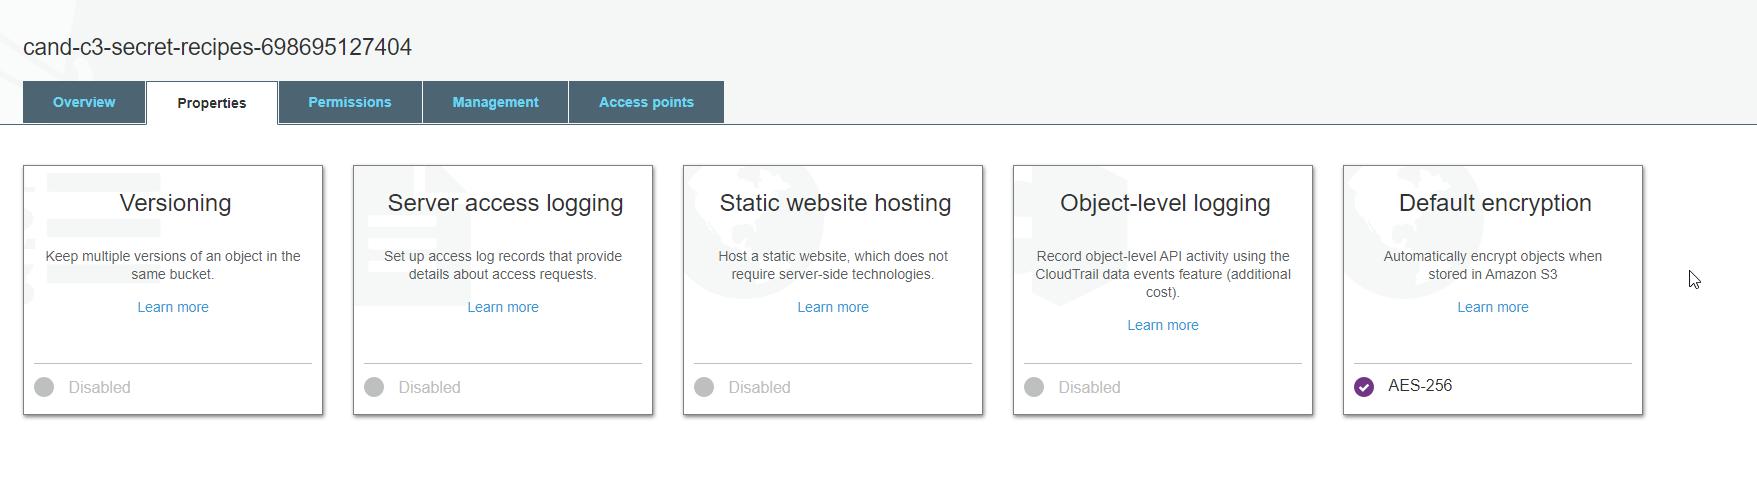 cand-c3-secret-recipes-698695127404
Overview
Properties
Permissions
Management
Access points
Versioning
Keep multiple versions of an object in the
same bucket.
Learn more
Disabled
Server access logging
Set up access log records that provide
details about access requests.
Learn more
Disabled
Static website hosting
Host a static website, which does not
require server-side technologies.
Learn more
Disabled
Object-level logging
Record object-level API activity using the
CloudTrail data events feature (additional
cost).
Learn more
Disabled
Default encryption
Automatically encrypt objects when
stored in Amazon S3
Learn more
AES-256